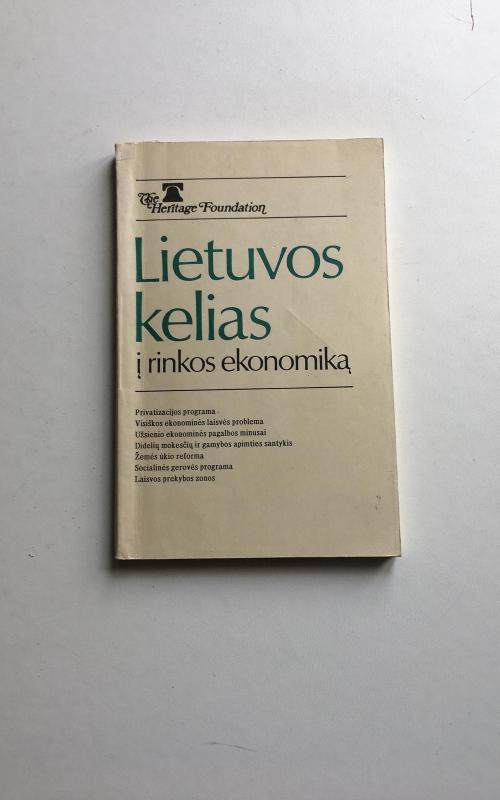 The
Heritage Foundation
Lietuvos
kelias
į rinkos ekonomiką
Privatizacijos programa
Visiškos ekonominės laisvės problema
Užsienio ekonominės pagalbos minusai
Didelių mokesčių ir gamybos apimties santykis
Žemės ūkio reforma
Socialinės gerovės programa
Laisvos prekybos zonos